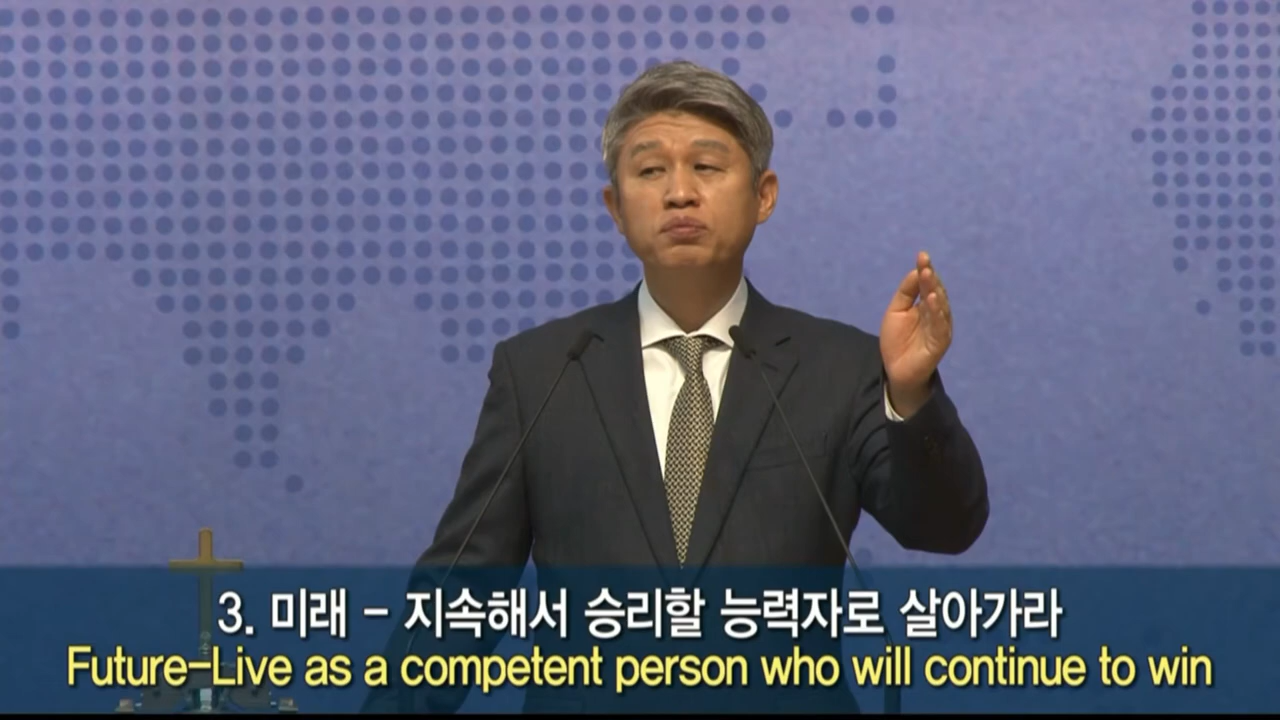 3. 미래 - 지속해서 승리할 능력자로 살아가라
Future-Live as a competent person who will continue to win